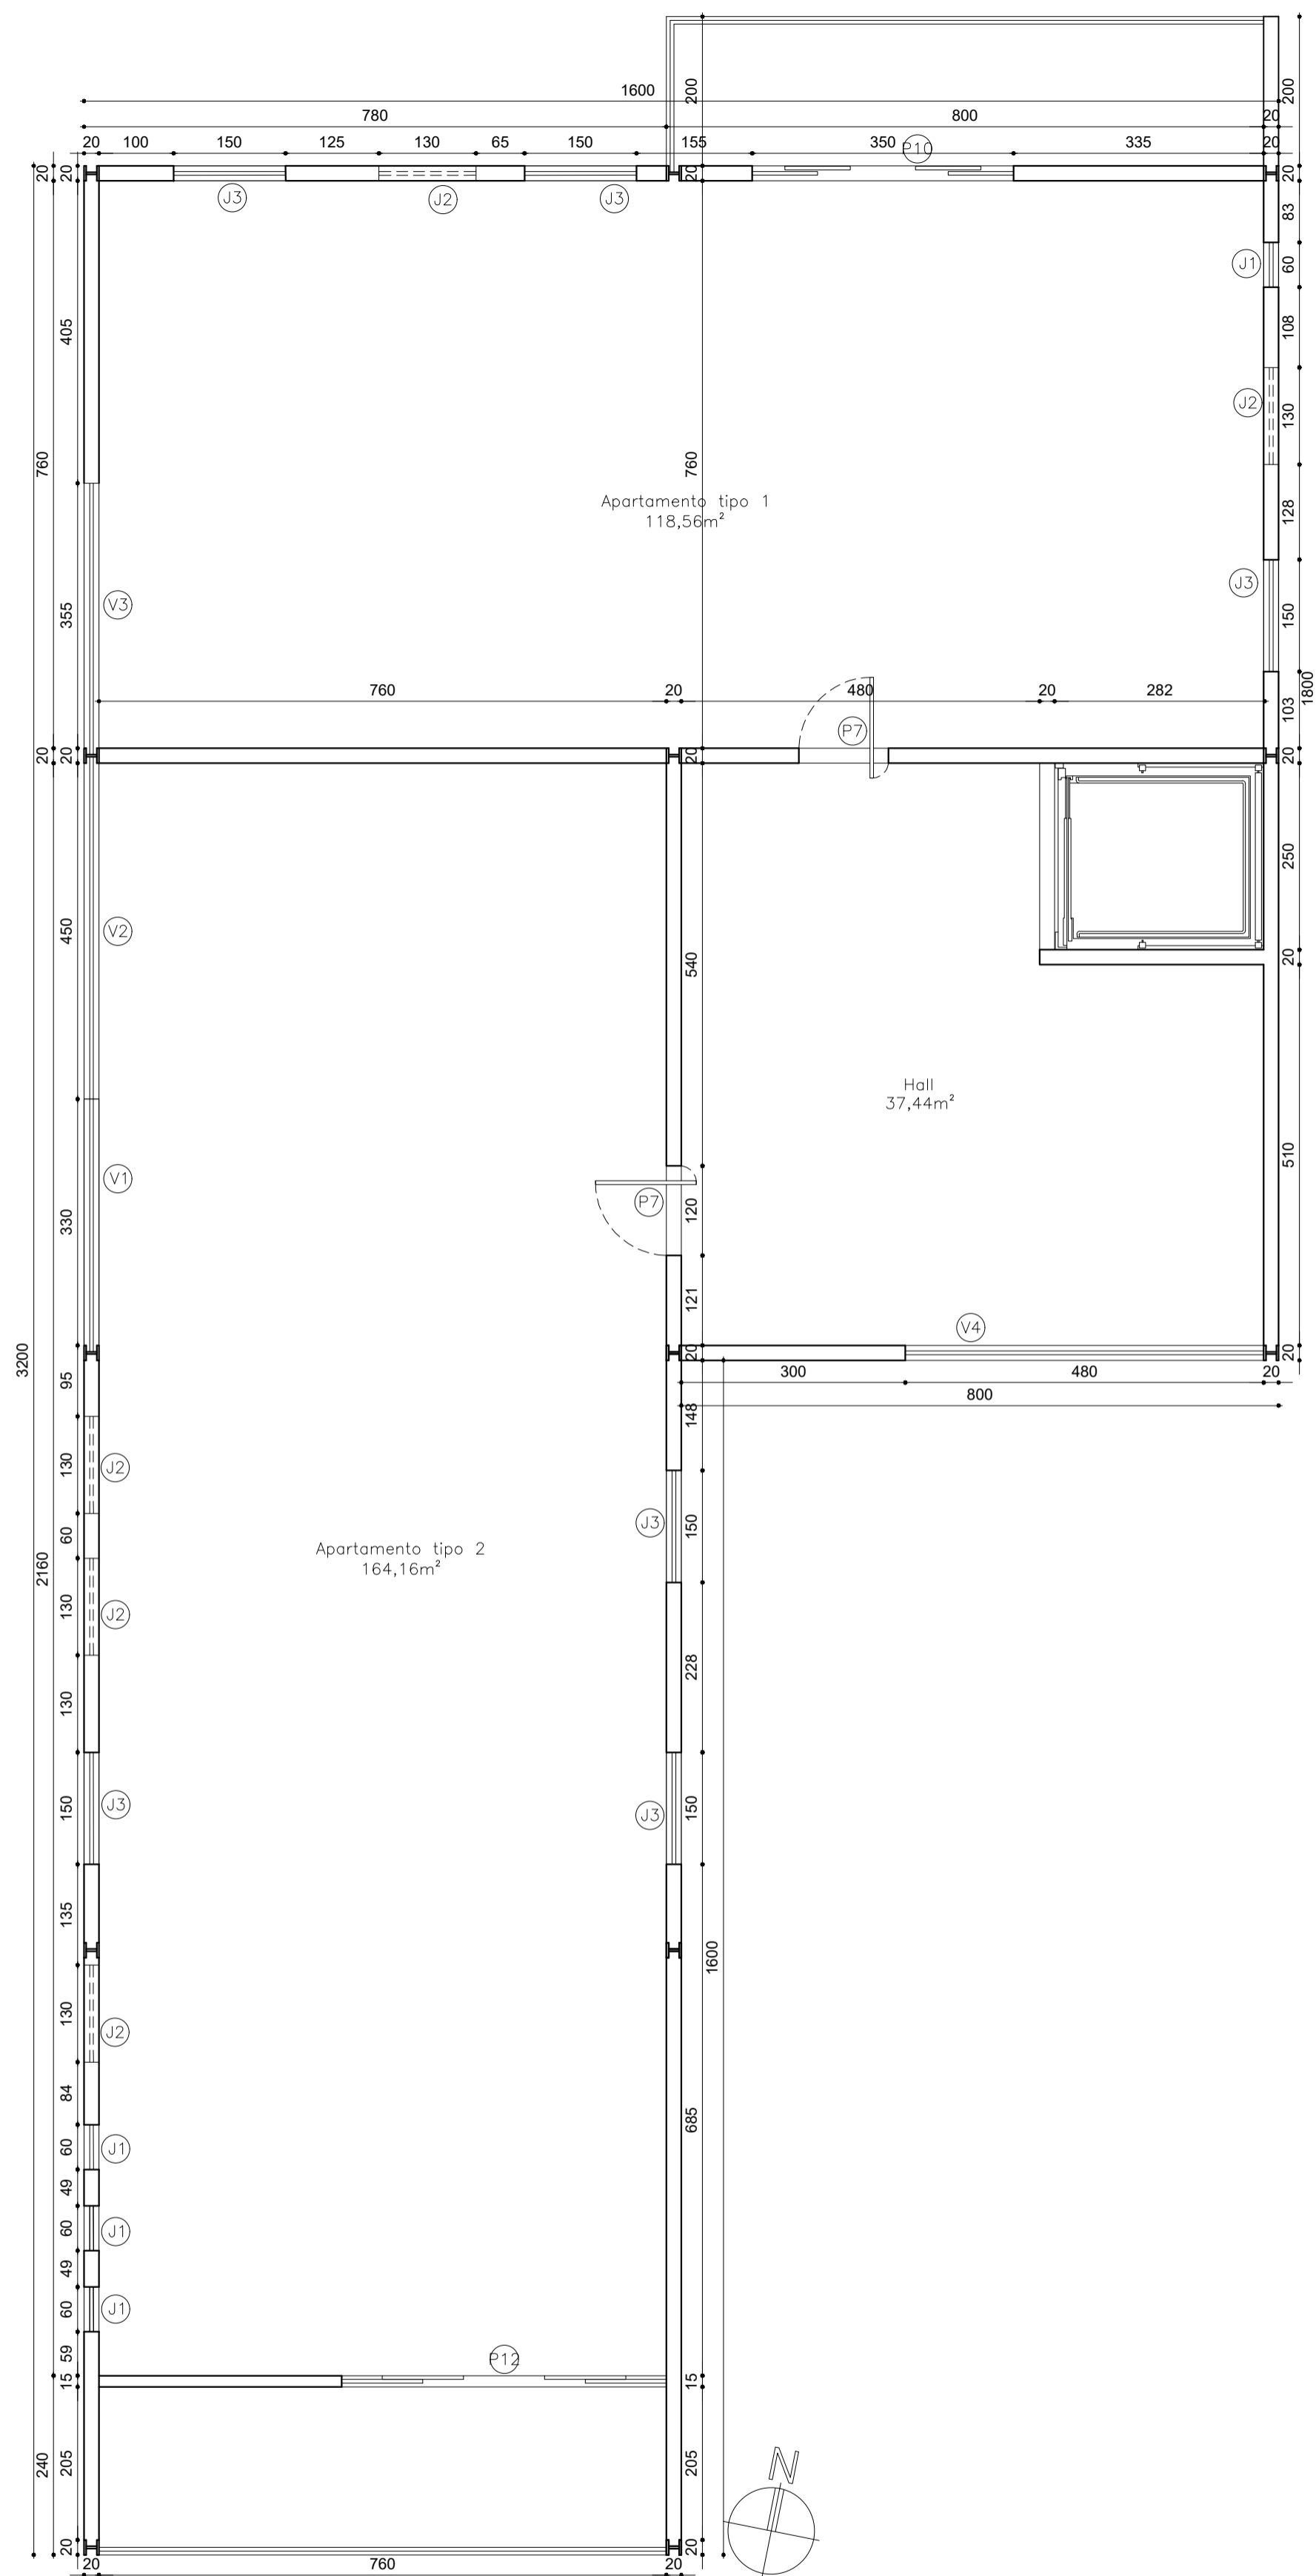 200
200
1600
780
800
20
20
100
150
125
130
65
150
155
350
335
20
P10
20
20
20
20
J3
J2
J3
83
J1
60
108
405
J2
130
760
760
Apartamento tipo 1
118,56m²
128
J3
V3
355
150
1800
760
20
480
20
282
103
P7
20
20
20
20
250
V2
450
540
20
Hall
37,44m²
510
V1
P7
120
330
121
V4
3200
20
20
300
480
20
95
800
148
J2
130
J3
150
60
Apartamento tipo 2
164,16m²
2160
J2
130
228
130
J3
150
J3
150
135
1600
130
J2
84
685
60
J1
49
60
J1
49
60
J1
59
P12
15
15
240
205
205
N
20
20
20
760
20